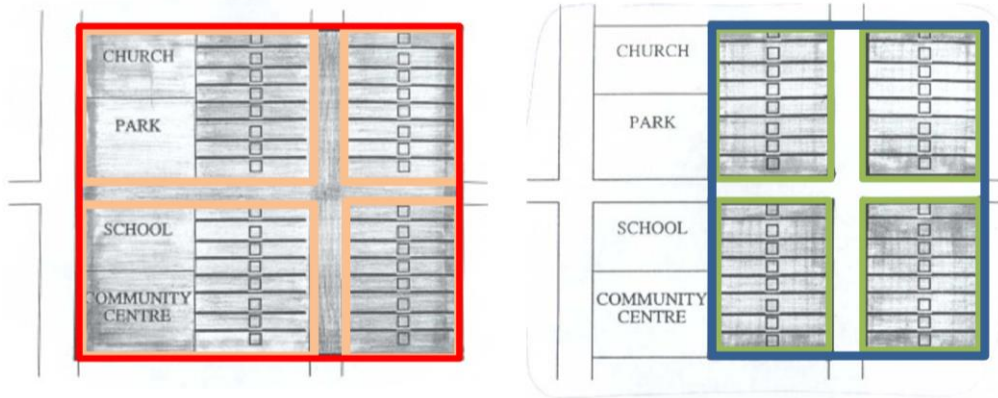 CHURCH
PARK
SCHOOL
COMMUNITY
CENTRE
CHURCH
PARK
SCHOOL
COMMUNITY
CENTRE